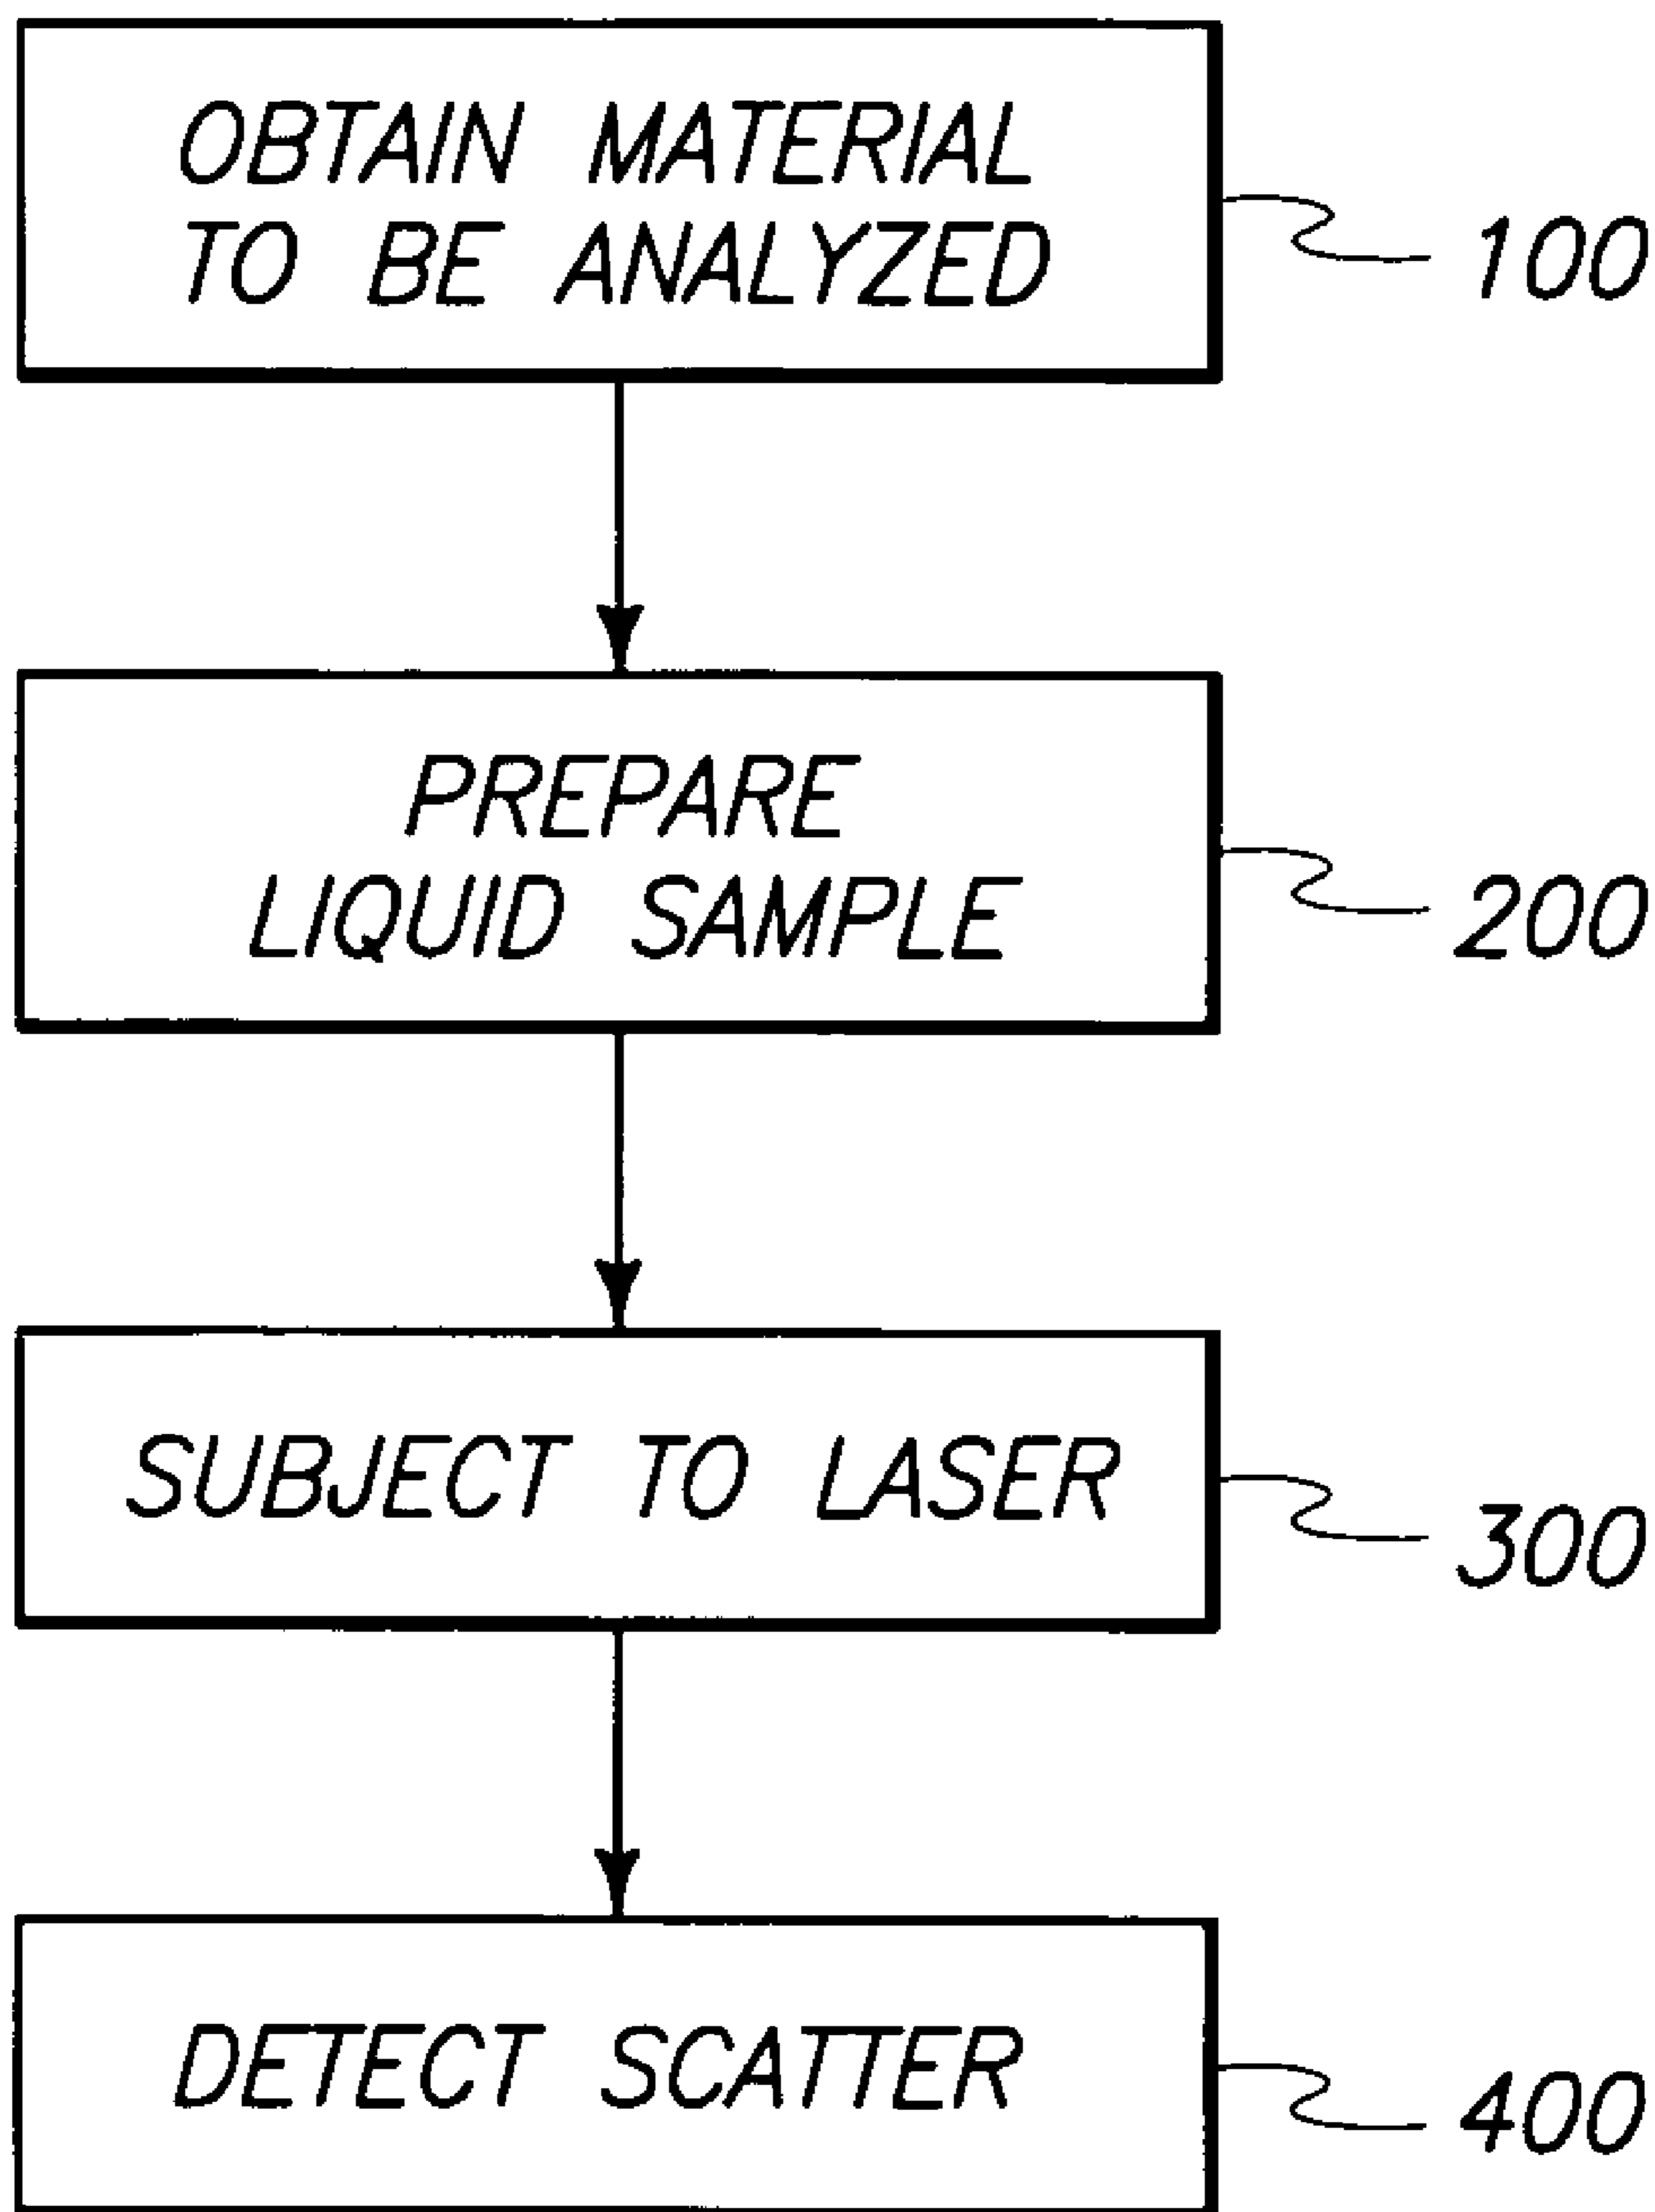 OBTAIN MATERIAL
TO BE ANALYZED
100
PREPARE
LIQUID SAMPLE
200
SUBJECT TO LASER
300
DETECT SCATTER
400